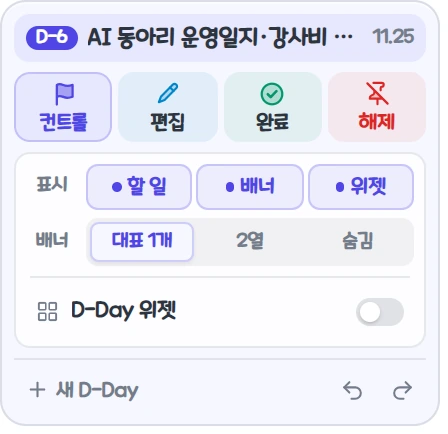 D-6 AI 동아리 운영일지·강사비 ··· 11.25
컨트롤 편집 완료 해제
표시 할 일 배너 위젯
배너 대표 1개 2열 숨김
D-Day 위젯
+ 새 D-Day